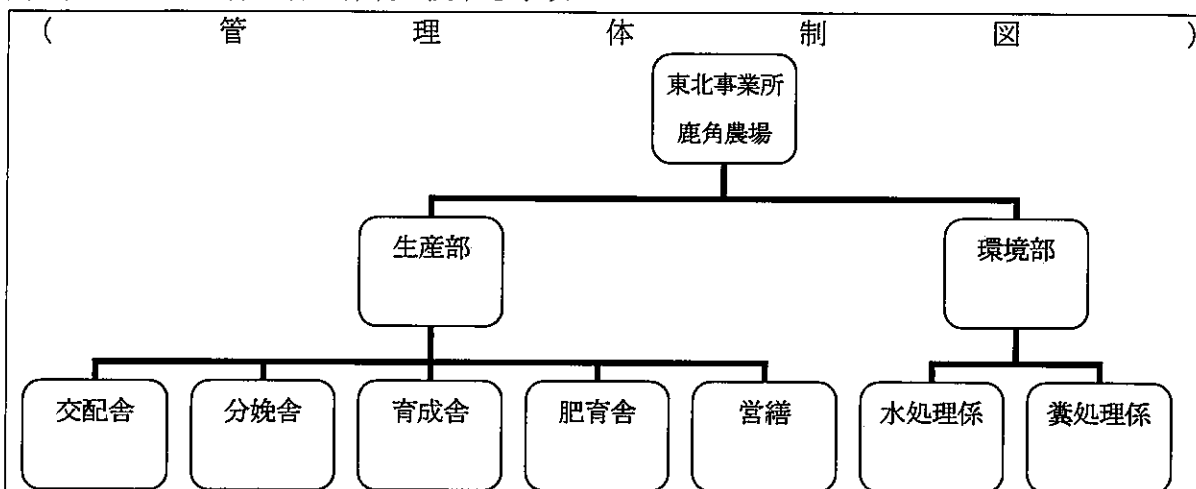 (管理体制図)
東北事業所
鹿角農場
生産部
環境部
交配舎
分娩舎
育成舎
肥育舎
営繕
水処理係
糞処理係